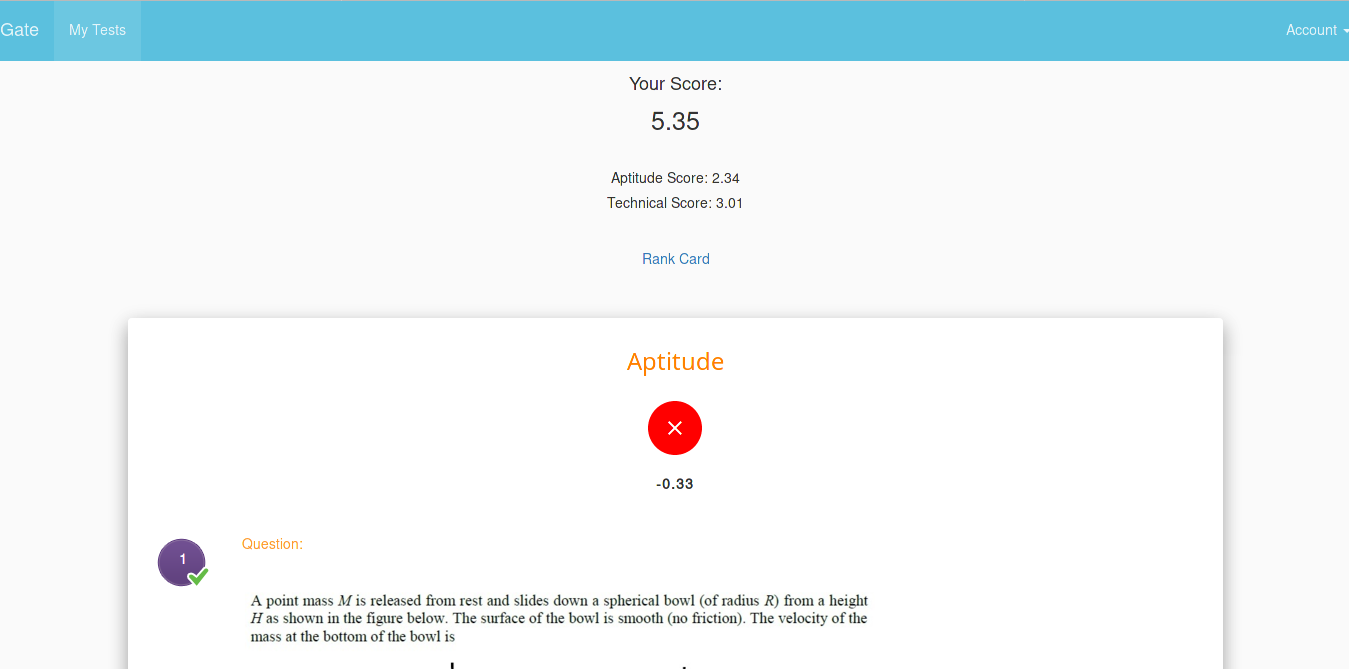 Gate My Tests Account
Your Score:
5.35
Aptitude Score: 2.34
Technical Score: 3.01
Rank Card
Aptitude
-0.33
1
Question:
A point mass M is released from rest and slides down a spherical bowl (of radius R) from a height
H as shown in the figure below. The surface of the bowl is smooth (no friction). The velocity of the
mass at the bottom of the bowl is